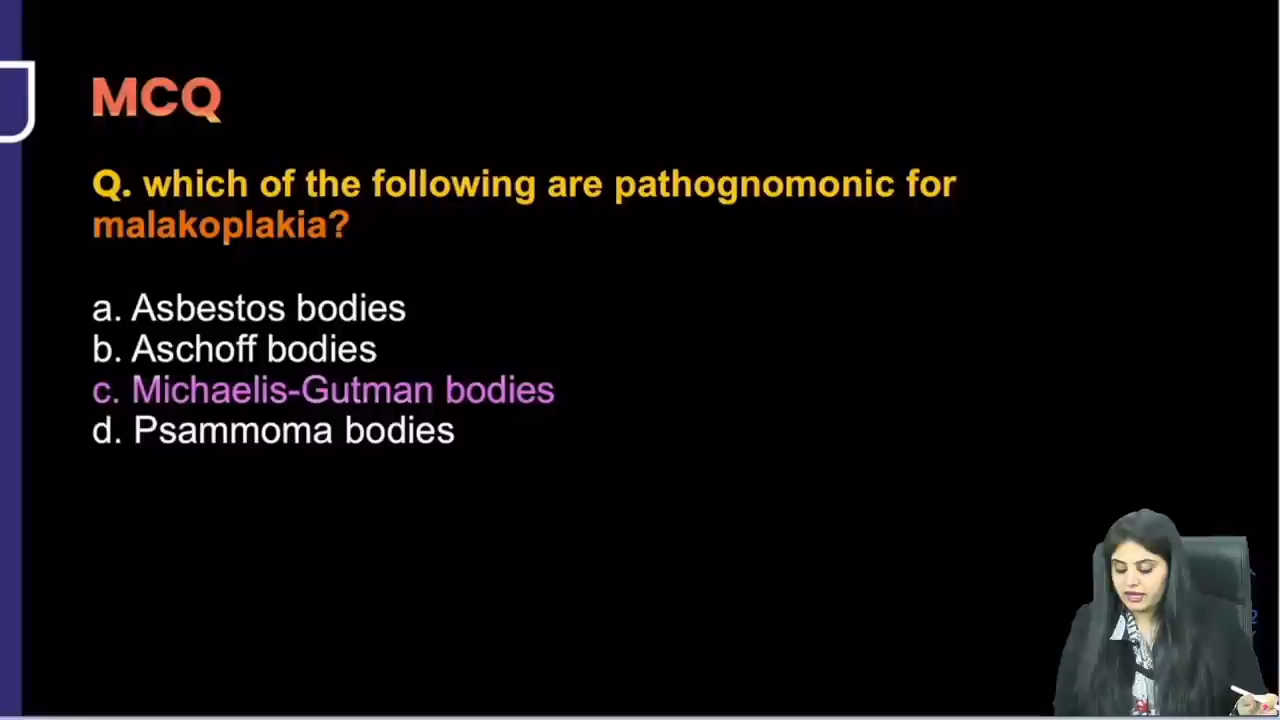 MCQ
Q. which of the following are pathognomonic for
malakoplakia?
a. Asbestos bodies
b. Aschoff bodies
c. Michaelis-Gutman bodies
d. Psammoma bodies